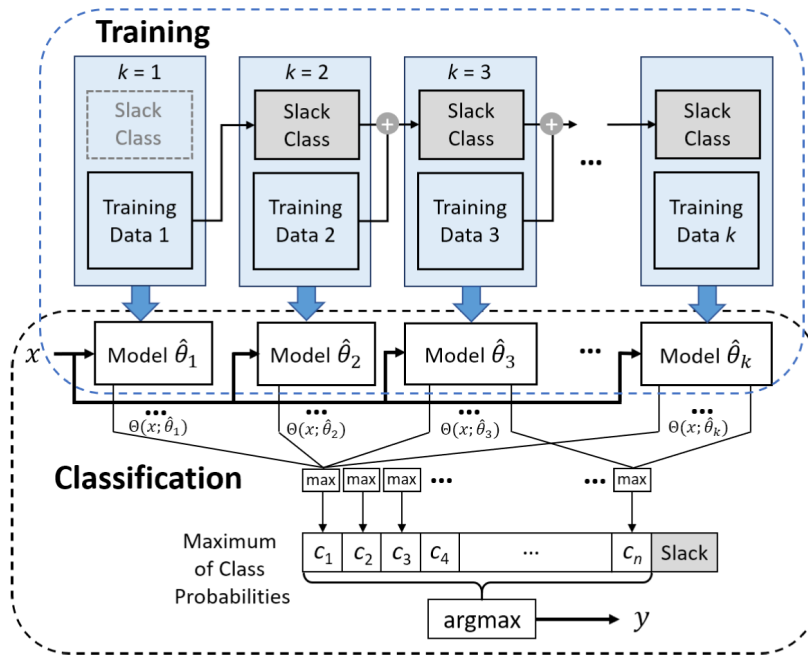 Training
k = 1
k = 2
k = 3
Slack
Class
Slack
Class
Slack
Class
Slack
Class
+
+
...
Training
Data 1
Training
Data 2
Training
Data 3
Training
Data k
x
Model θ̂₁
Model θ̂₂
Model θ̂₃
...
Model θ̂ₖ
...
...
...
...
Θ(x; θ̂₁)
Θ(x; θ̂₂)
Θ(x; θ̂₃)
Θ(x; θ̂ₖ)
Classification
max
max
max
...
...
max
Maximum
of Class
Probabilities
c₁
c₂
c₃
c₄
...
cₙ
Slack
argmax
y